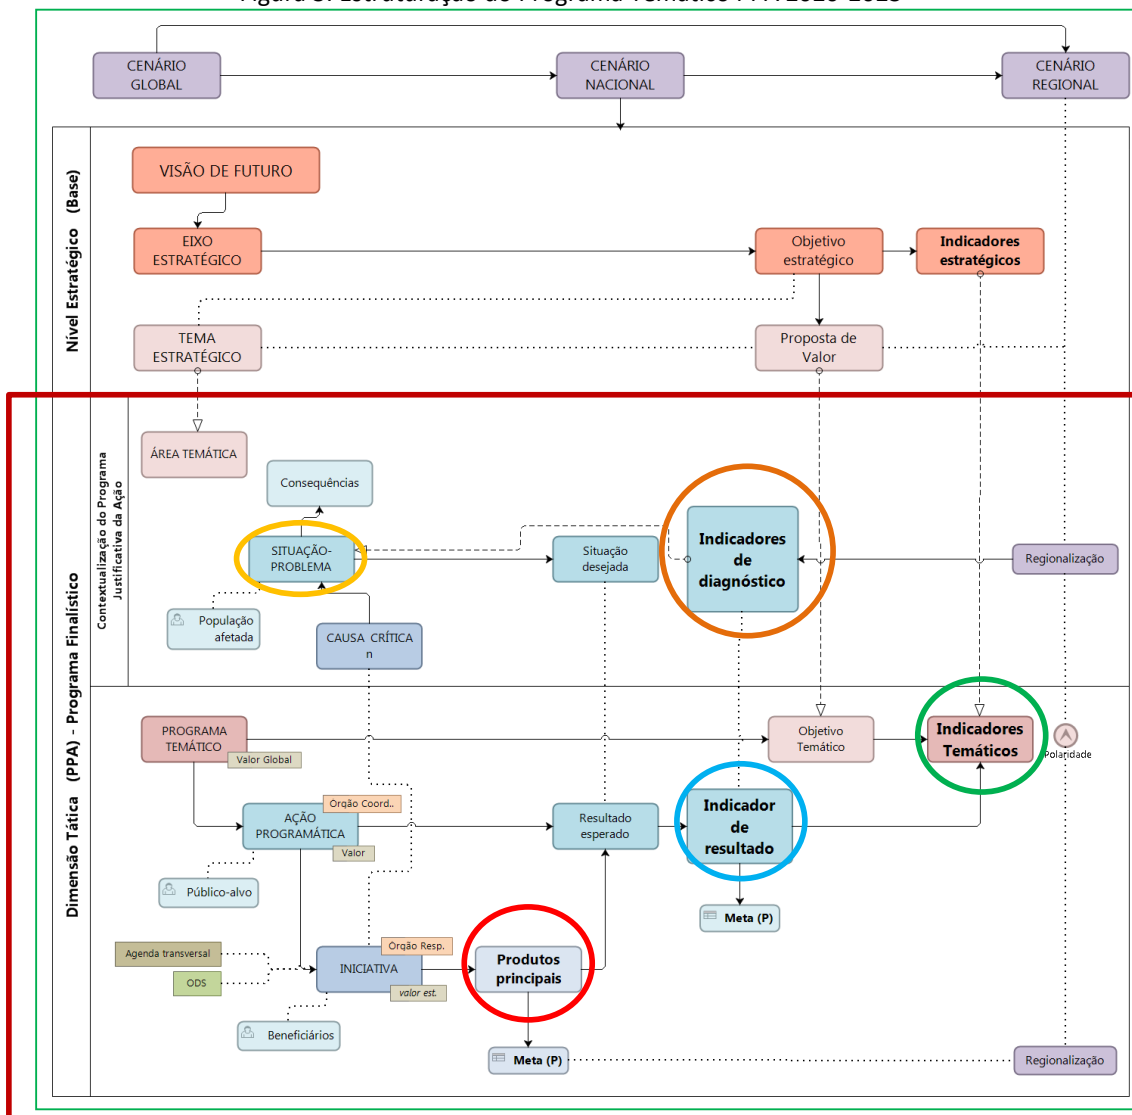 CENÁRIO
GLOBAL
CENÁRIO
NACIONAL
CENÁRIO
REGIONAL
Nível Estratégico (Base)
VISÃO DE FUTURO
EIXO
ESTRATÉGICO
Objetivo
estratégico
Indicadores
estratégicos
TEMA
ESTRATÉGICO
Proposta de
Valor
Dimensão Tática (PPA) - Programa Finalístico
Contextualização do Programa
Justificativa da Ação
ÁREA TEMÁTICA
Consequências
SITUAÇÃO-
PROBLEMA
Situação
desejada
Indicadores
de
diagnóstico
Regionalização
População
afetada
CAUSA CRÍTICA
n
PROGRAMA
TEMÁTICO
Valor Global
Objetivo
Temático
Indicadores
Temáticos
Polaridade
Órgão Coord..
AÇÃO
PROGRAMÁTICA
Valor
Resultado
esperado
Indicador
de
resultado
Público-alvo
Meta (P)
Agenda transversal
ODS
Órgão Resp.
INICIATIVA
valor est.
Produtos
principais
Beneficiários
Meta (P)
Regionalização